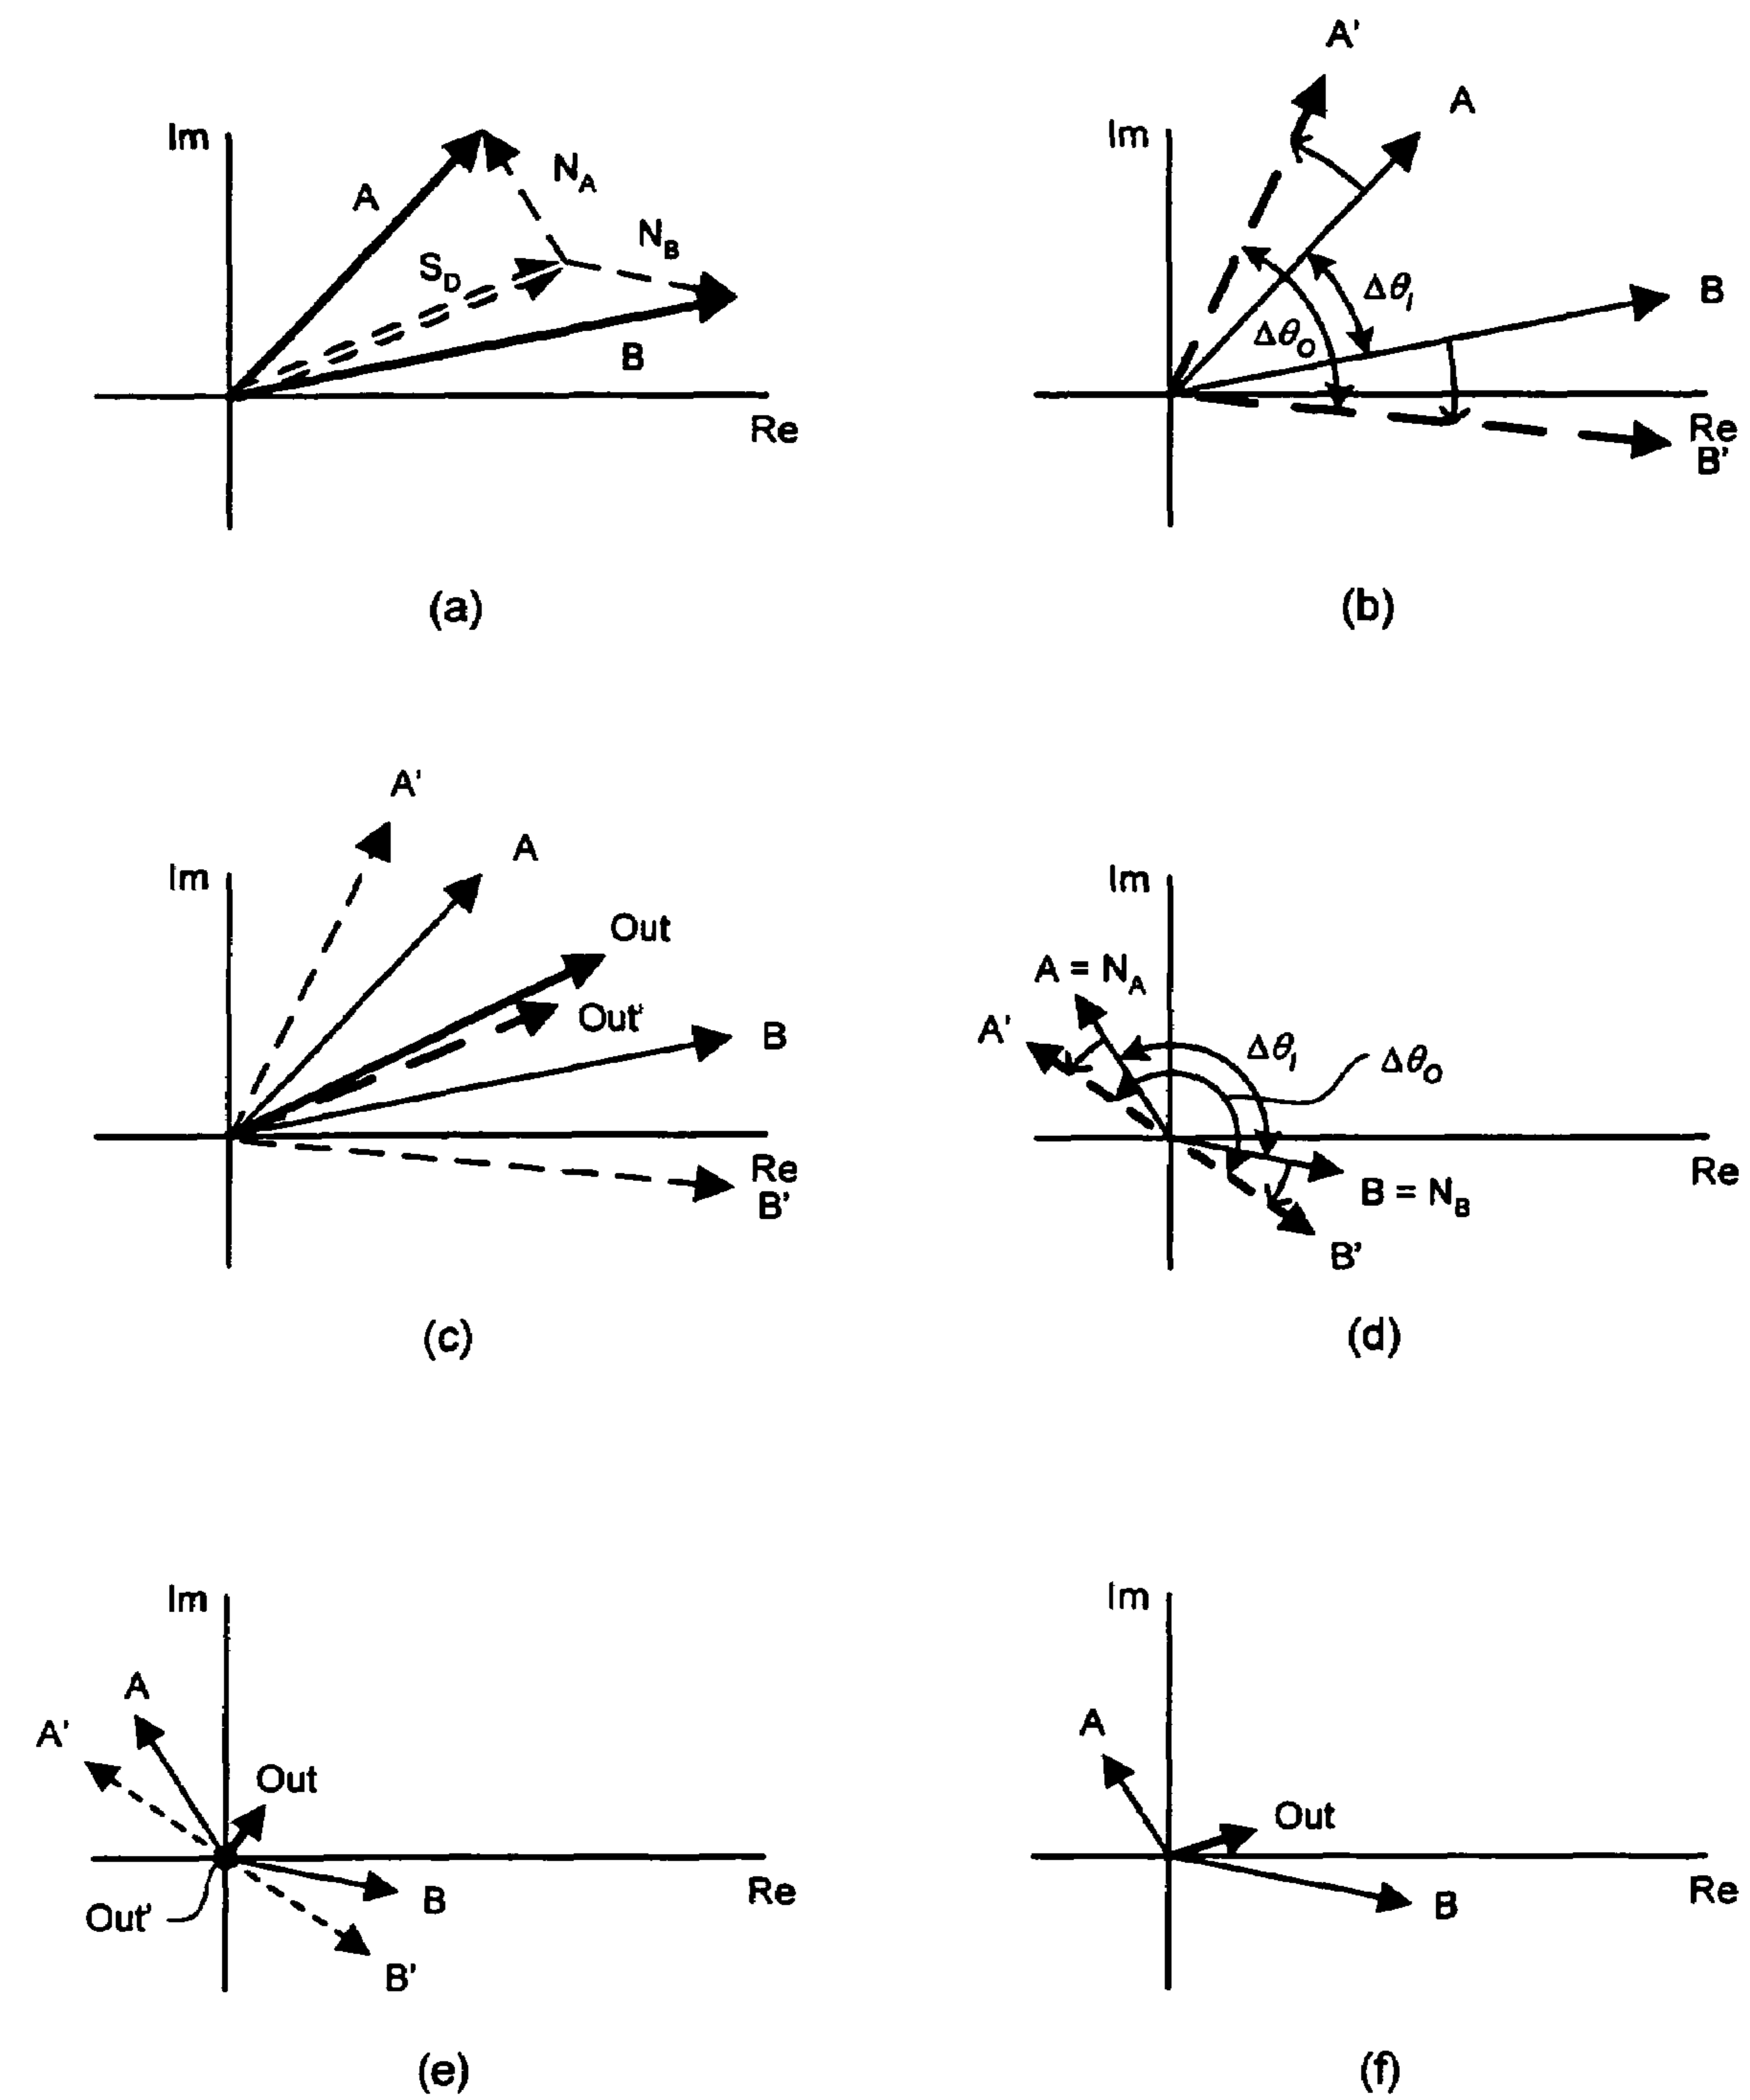 A'
A
Im
A
N_A
N_B
S_D
B
Re
Im
Δθ_I
Δθ_O
B
Re
B'
(a)
(b)
A'
A
Im
Out
Out'
B
Re
B'
Im
A = N_A
A'
Δθ_I
Δθ_O
Re
B = N_B
B'
(c)
(d)
Im
A
A'
Out
B
Re
Out'
B'
Im
A
Out
Re
B
(e)
(f)